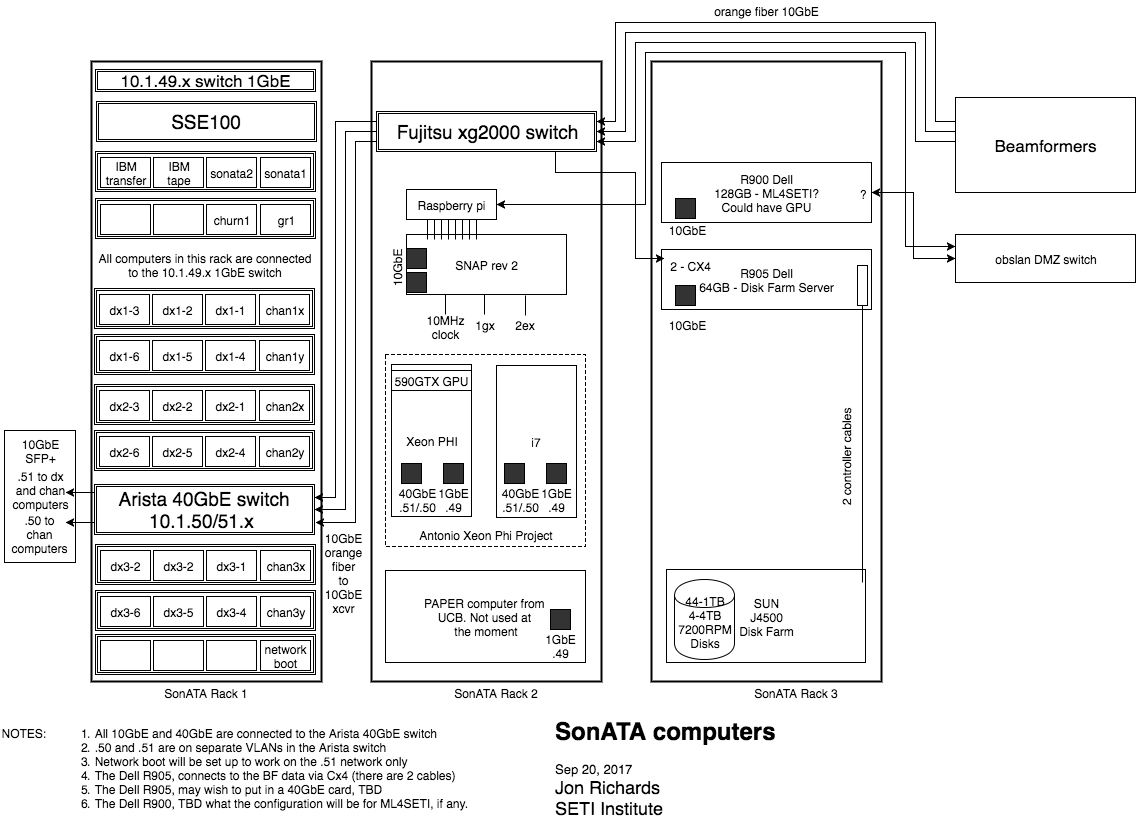 orange fiber 10GbE
10.1.49.x switch 1GbE
SSE100
IBM
transfer
IBM
tape
sonata2
sonata1
churn1
gr1
All computers in this rack are connected
to the 10.1.49.x 1GbE switch
dx1-3
dx1-2
dx1-1
chan1x
dx1-6
dx1-5
dx1-4
chan1y
dx2-3
dx2-2
dx2-1
chan2x
dx2-6
dx2-5
dx2-4
chan2y
Arista 40GbE switch
10.1.50/51.x
dx3-2
dx3-2
dx3-1
chan3x
dx3-6
dx3-5
dx3-4
chan3y
network
boot
SonATA Rack 1
10GbE
SFP+
.51 to dx
and chan
computers
.50 to
chan
computers
10GbE
orange
fiber
to
10GbE
xcvr
Fujitsu xg2000 switch
Raspberry pi
10GbE
SNAP rev 2
10MHz
clock
1gx
2ex
590GTX GPU
Xeon PHI
40GbE
.51/.50
1GbE
.49
i7
40GbE
.51/.50
1GbE
.49
Antonio Xeon Phi Project
PAPER computer from
UCB. Not used at
the moment
1GbE
.49
SonATA Rack 2
R900 Dell
128GB - ML4SETI?
Could have GPU
?
10GbE
2 - CX4
R905 Dell
64GB - Disk Farm Server
10GbE
2 controller cables
44-1TB
4-4TB
7200RPM
Disks
SUN
J4500
Disk Farm
SonATA Rack 3
Beamformers
obslan DMZ switch
NOTES:
1. All 10GbE and 40GbE are connected to the Arista 40GbE switch
2. .50 and .51 are on separate VLANs in the Arista switch
3. Network boot will be set up to work on the .51 network only
4. The Dell R905, connects to the BF data via Cx4 (there are 2 cables)
5. The Dell R905, may wish to put in a 40GbE card, TBD
6. The Dell R900, TBD what the configuration will be for ML4SETI, if any.
SonATA computers
Sep 20, 2017
Jon Richards
SETI Institute